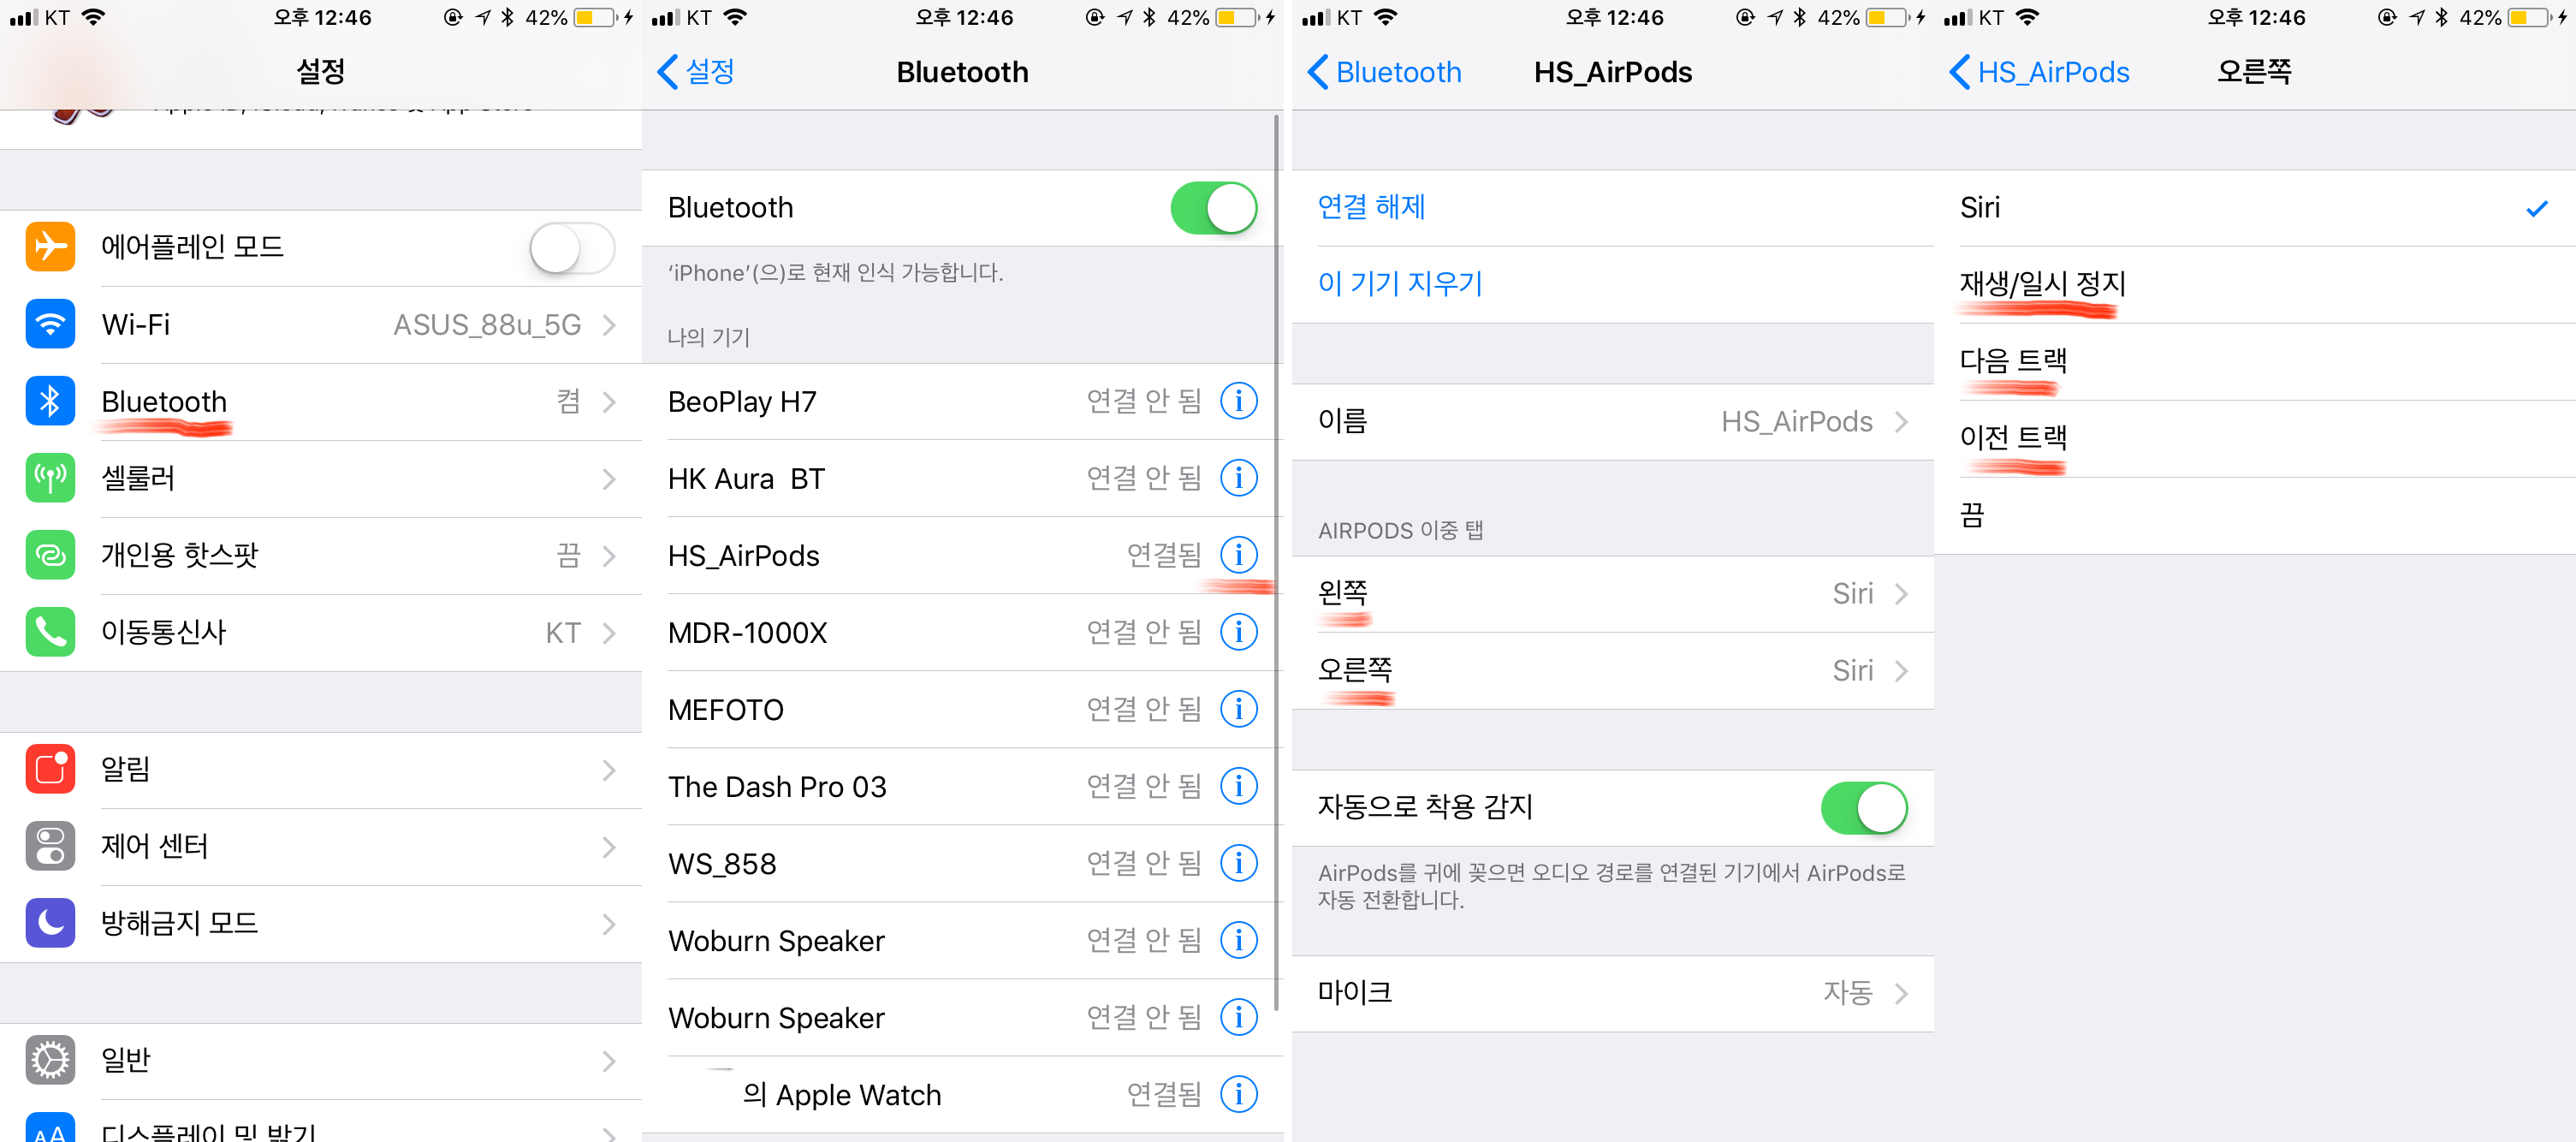 KT 오후 12:46 42%
설정
Apple ID, iCloud, iTunes 및 App Store
에어플레인 모드
Wi-Fi ASUS_88u_5G
Bluetooth 켬
셀룰러
개인용 핫스팟 끔
이동통신사 KT
알림
제어 센터
방해금지 모드
일반
AA 디스플레이 및 밝기
KT 오후 12:46 42%
설정 Bluetooth
Bluetooth
‘iPhone’(으)로 현재 인식 가능합니다.
나의 기기
BeoPlay H7 연결 안 됨 i
HK Aura  BT 연결 안 됨 i
HS_AirPods 연결됨 i
MDR-1000X 연결 안 됨 i
MEFOTO 연결 안 됨 i
The Dash Pro 03 연결 안 됨 i
WS_858 연결 안 됨 i
Woburn Speaker 연결 안 됨 i
Woburn Speaker 연결 안 됨 i
의 Apple Watch 연결됨 i
KT 오후 12:46 42%
Bluetooth HS_AirPods
연결 해제
이 기기 지우기
이름 HS_AirPods
AIRPODS 이중 탭
왼쪽 Siri
오른쪽 Siri
자동으로 착용 감지
AirPods를 귀에 꽂으면 오디오 경로를 연결된 기기에서 AirPods로
자동 전환합니다.
마이크 자동
KT 오후 12:46 42%
HS_AirPods 오른쪽
Siri
재생/일시 정지
다음 트랙
이전 트랙
끔